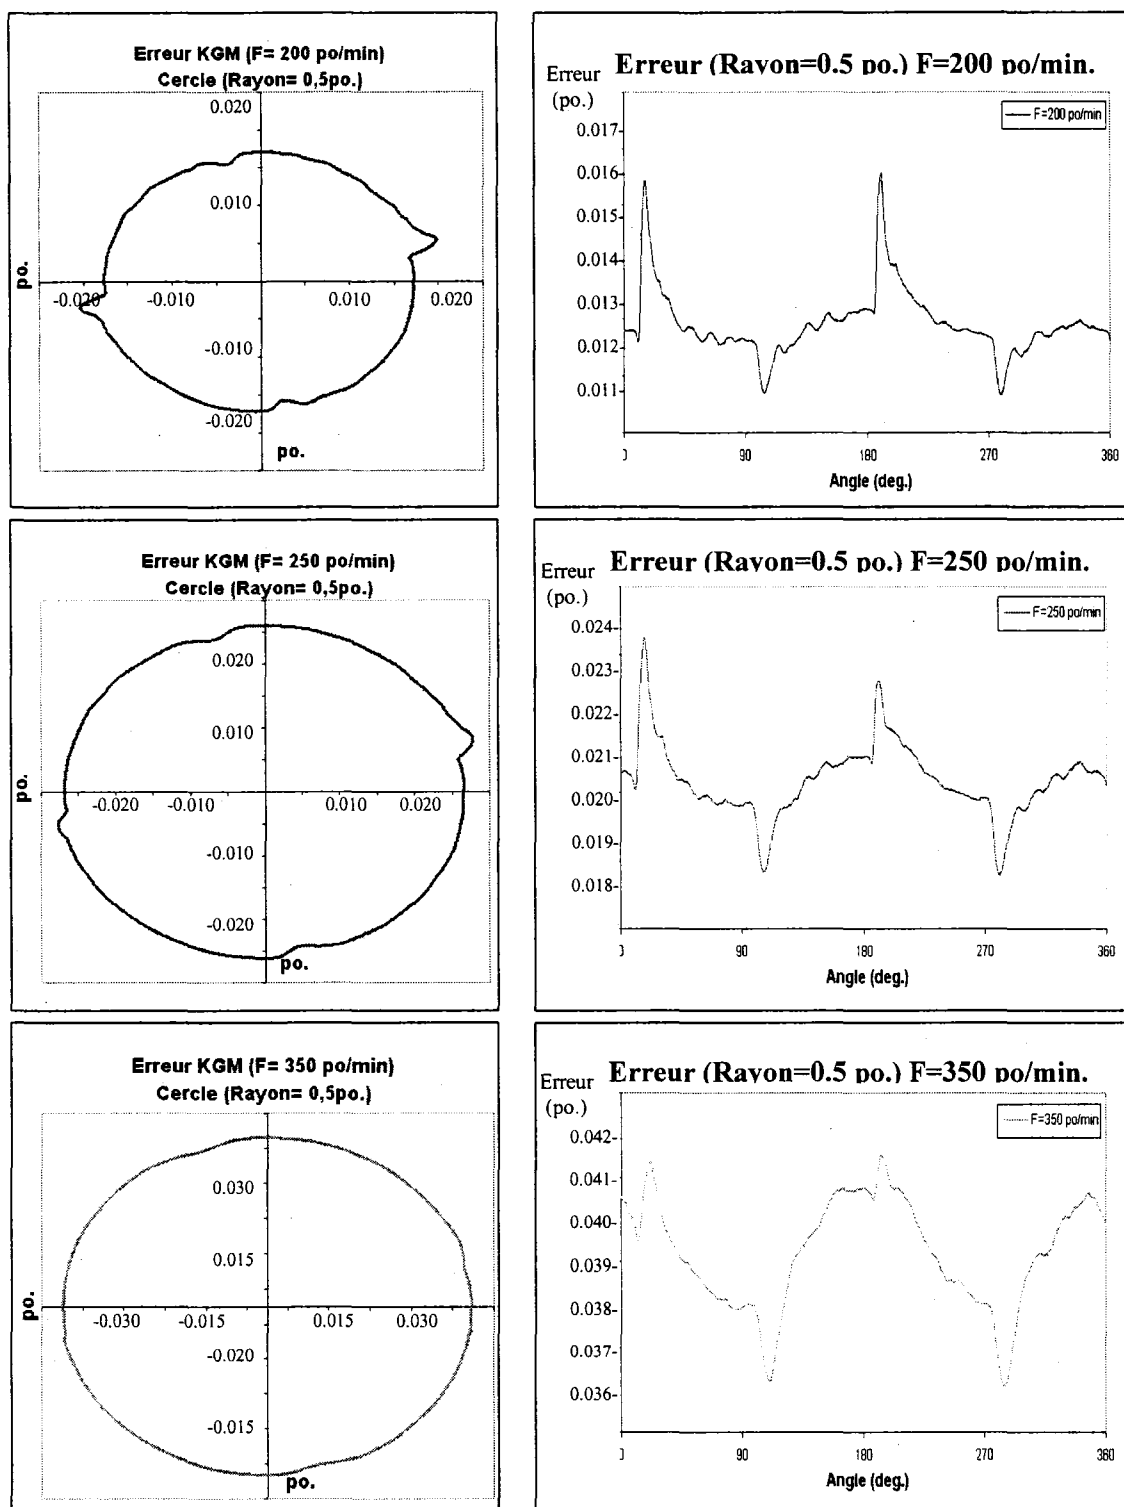 Erreur KGM (F= 200 po/min)
Cercle (Rayon= 0,5po.)
0.020
0.010
-0.020
-0.010
0.010
0.020
-0.010
-0.020
po.
po.
Erreur (Rayon=0.5 po.) F=200 po/min.
Erreur
(po.)
F=200 po/min
0.017
0.016
0.015
0.014
0.013
0.012
0.011
90
180
270
360
Angle (deg.)
Erreur KGM (F= 250 po/min)
Cercle (Rayon= 0,5po.)
0.020
0.010
-0.020
-0.010
0.010
0.020
-0.010
-0.020
po.
po.
Erreur (Rayon=0.5 po.) F=250 po/min.
Erreur
(po.)
F=250 po/min
0.024
0.023
0.022
0.021
0.020
0.019
0.018
90
180
270
360
Angle (deg.)
Erreur KGM (F= 350 po/min)
Cercle (Rayon= 0,5po.)
0.030
0.015
-0.030
-0.015
0.015
0.030
-0.020
-0.015
po.
po.
Erreur (Rayon=0.5 po.) F=350 po/min.
Erreur
(po.)
F=350 po/min
0.042
0.041
0.040
0.039
0.038
0.037
0.036
90
180
270
360
Angle (deg.)